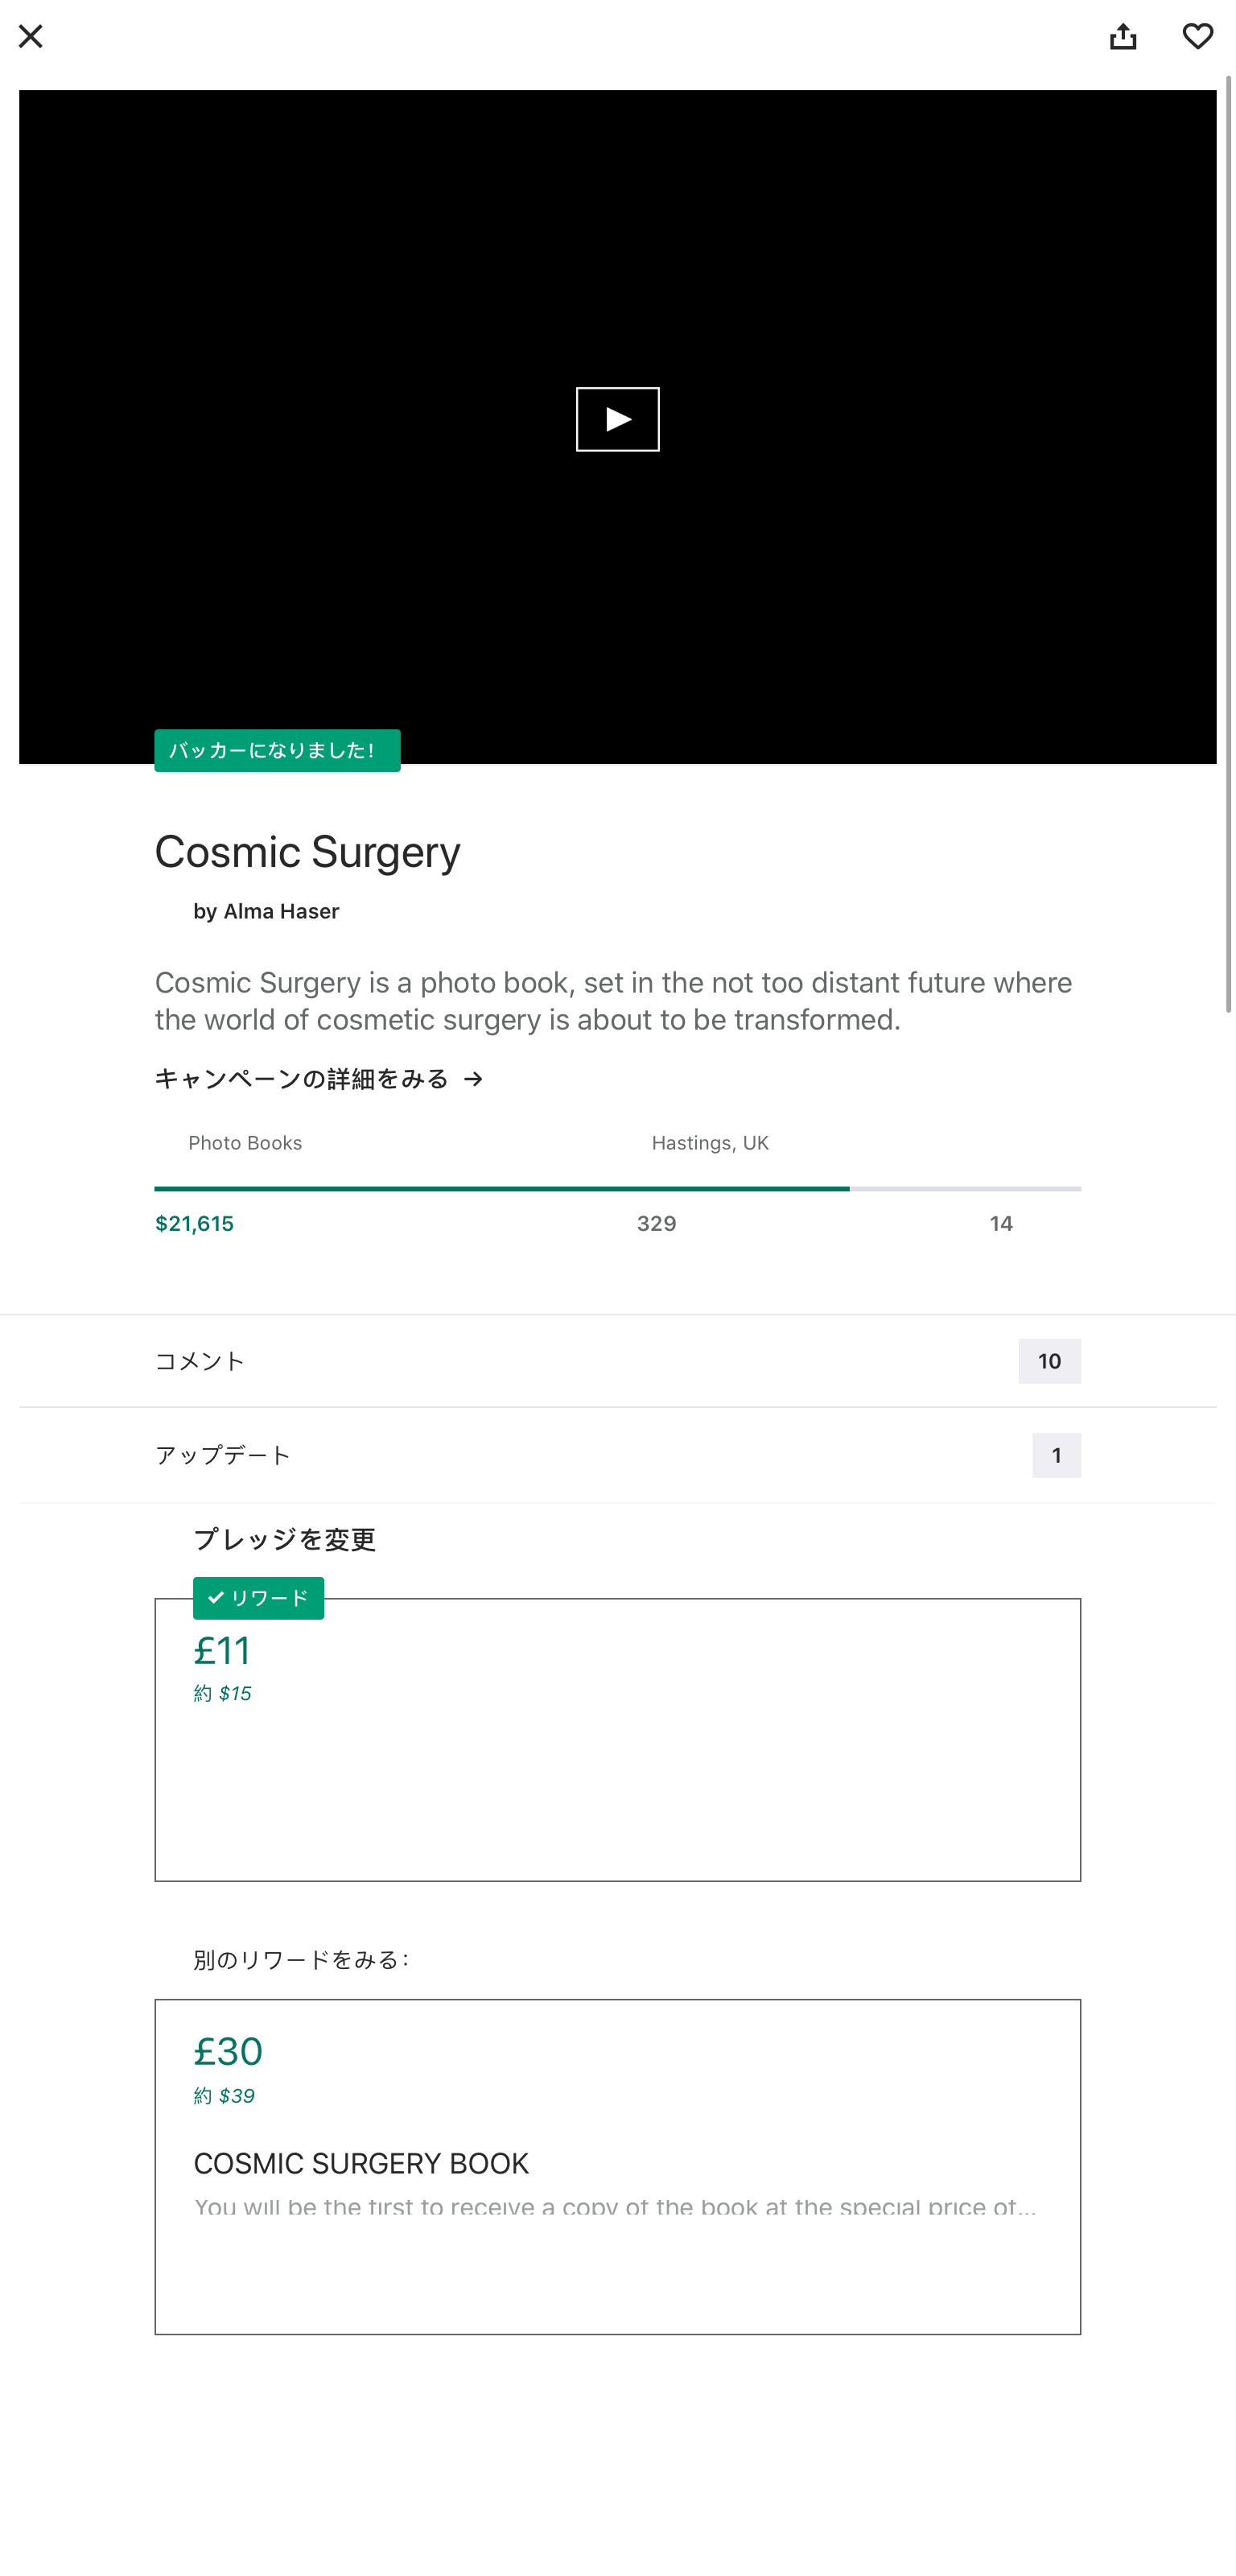 バッカーになりました!
Cosmic Surgery
by Alma Haser
Cosmic Surgery is a photo book, set in the not too distant future where
the world of cosmetic surgery is about to be transformed.
キャンペーンの詳細をみる →
Photo Books
Hastings, UK
$21,615
329
14
コメント
10
アップデート
1
プレッジを変更
リワード
£11
約 $15
別のリワードをみる:
£30
約 $39
COSMIC SURGERY BOOK
You will be the first to receive a copy of the book at the special price of...